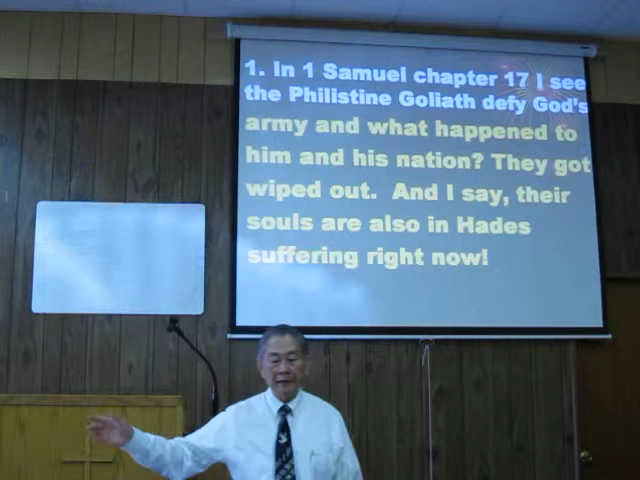 1. In 1 Samuel chapter 17 I see
the Philistine Goliath defy God's
army and what happened to
him and his nation? They got
wiped out. And I say, their
souls are also in Hades
suffering right now!